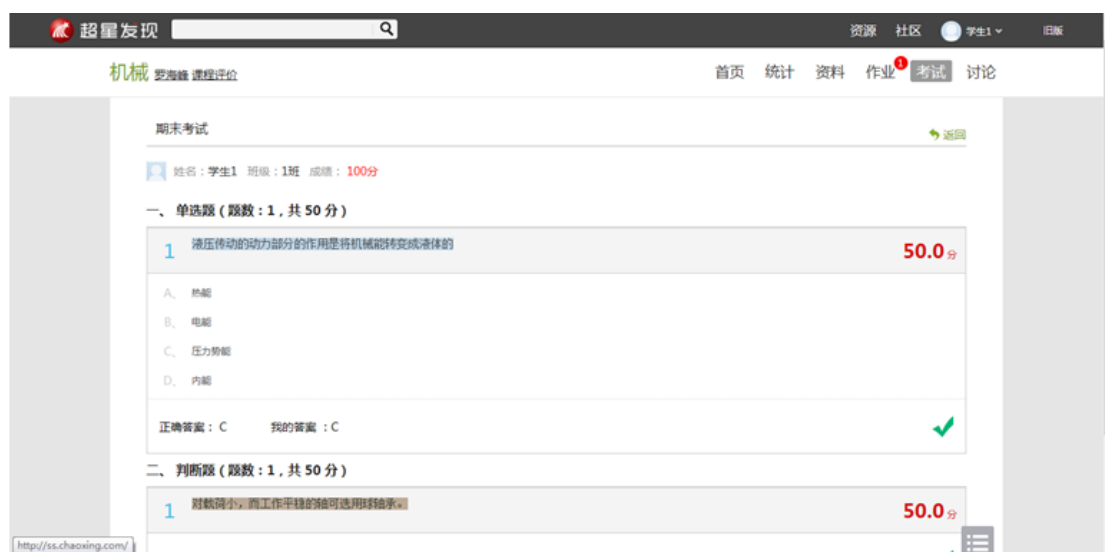 超星发现
资源 社区 学生1 旧版
机械 罗海峰 课程评价
首页 统计 资料 作业 1 考试 讨论
期末考试
返回
姓名：学生1 班级：1班 成绩：100分
一、 单选题（题数：1，共 50 分）
1 液压传动的动力部分的作用是将机械能转变成液体的
50.0 分
A、 热能
B、 电能
C、 压力势能
D、 内能
正确答案： C 我的答案 ：C
二、 判断题（题数：1，共 50 分）
1 对载荷小，而工作平稳的轴可选用球轴承。
50.0 分
http://ss.chaoxing.com/